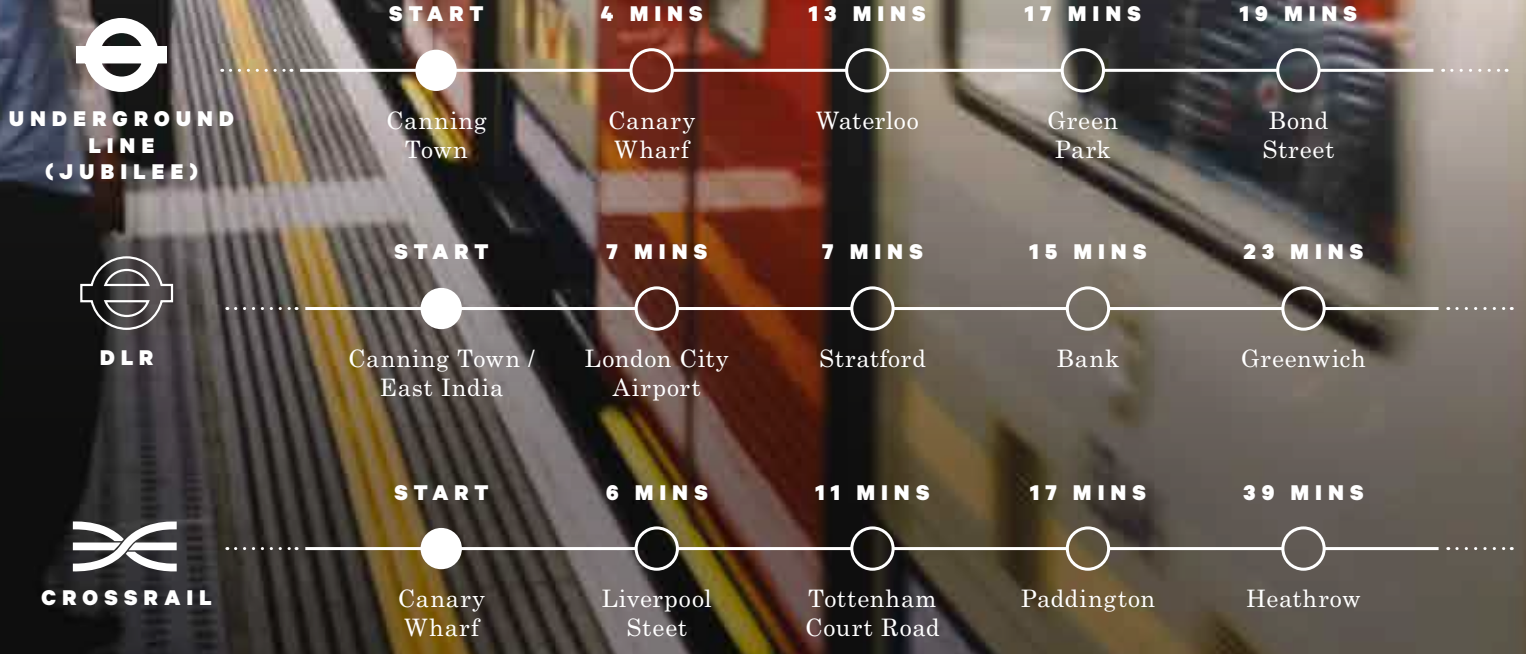 START 4 MINS 13 MINS 17 MINS 19 MINS
UNDERGROUND
LINE
(JUBILEE)
Canning Canary Waterloo Green Bond
Town Wharf Park Street
START 7 MINS 7 MINS 15 MINS 23 MINS
DLR
Canning Town / London City Stratford Bank Greenwich
East India Airport
START 6 MINS 11 MINS 17 MINS 39 MINS
CROSSRAIL
Canary Liverpool Tottenham Paddington Heathrow
Wharf Steet Court Road